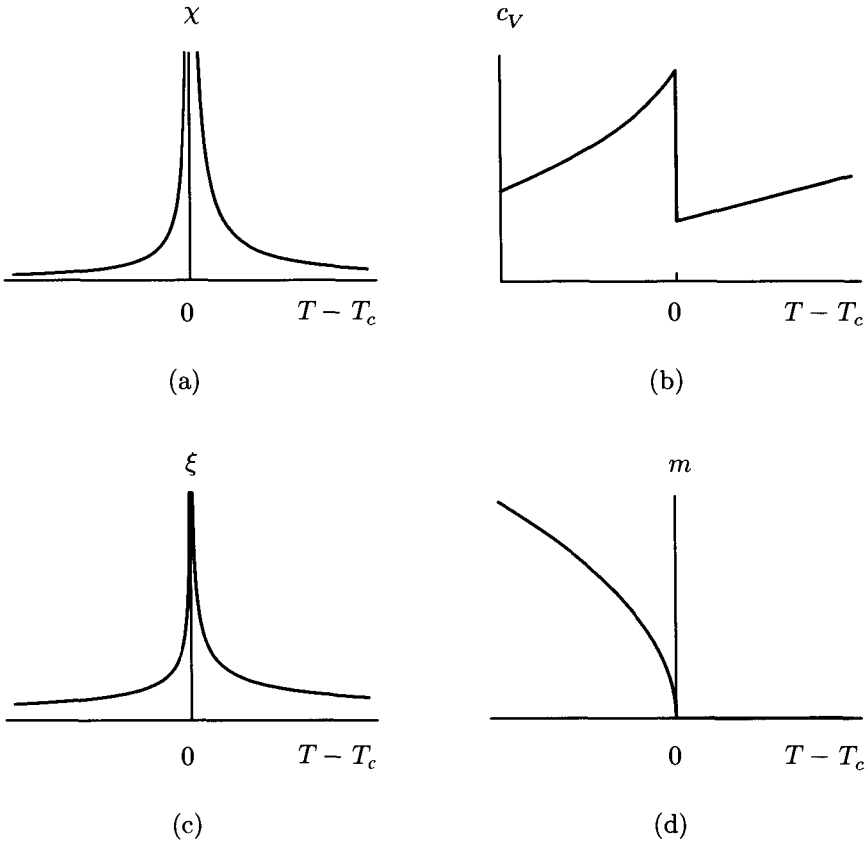 χ
c_V
0
T − T_c
0
T − T_c
(a)
(b)
ξ
m
0
T − T_c
0
T − T_c
(c)
(d)